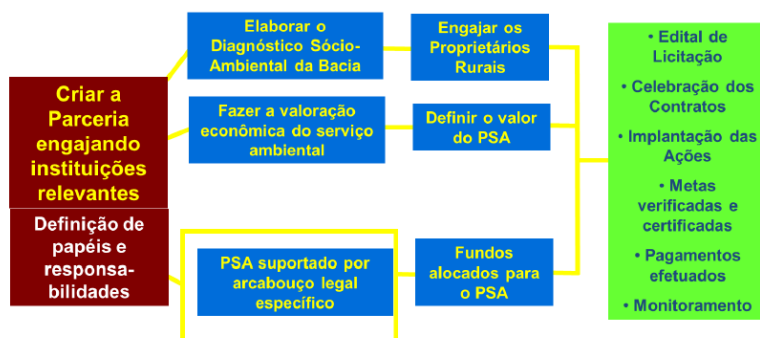 Criar a
Parceria
engajando
instituições
relevantes
Definição de
papéis e
responsa-
bilidades
Elaborar o
Diagnóstico Sócio-
Ambiental da Bacia
Engajar os
Proprietários
Rurais
Fazer a valoração
econômica do serviço
ambiental
Definir o valor
do PSA
PSA suportado por
arcabouço legal
específico
Fundos
alocados para
o PSA
• Edital de
Licitação
• Celebração dos
Contratos
• Implantação das
Ações
• Metas
verificadas e
certificadas
• Pagamentos
efetuados
• Monitoramento